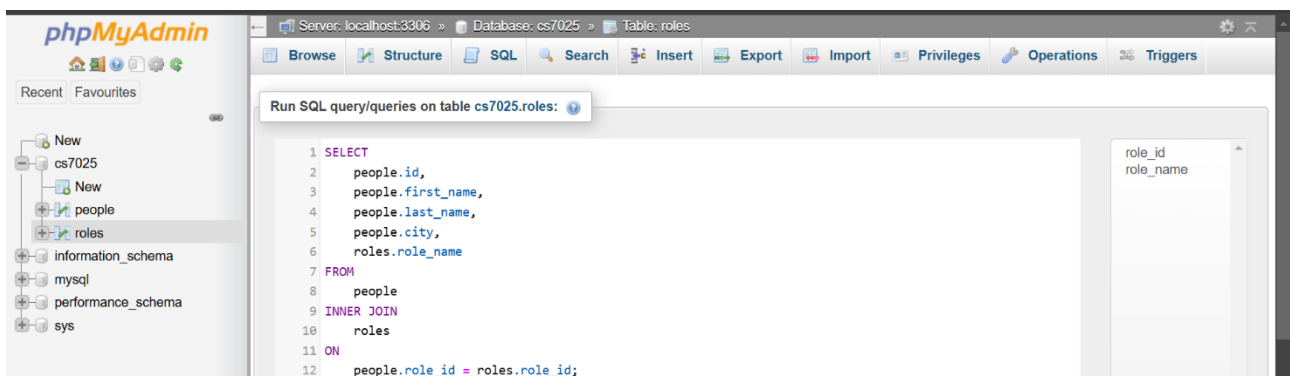 phpMyAdmin
Recent Favourites
New
cs7025
New
people
roles
information_schema
mysql
performance_schema
sys
← Server: localhost:3306 » Database: cs7025 » Table: roles
Browse Structure SQL Search Insert Export Import Privileges Operations Triggers
Run SQL query/queries on table cs7025.roles:
1 SELECT
2 people.id,
3 people.first_name,
4 people.last_name,
5 people.city,
6 roles.role_name
7 FROM
8 people
9 INNER JOIN
10 roles
11 ON
12 people.role_id = roles.role_id;
role_id
role_name